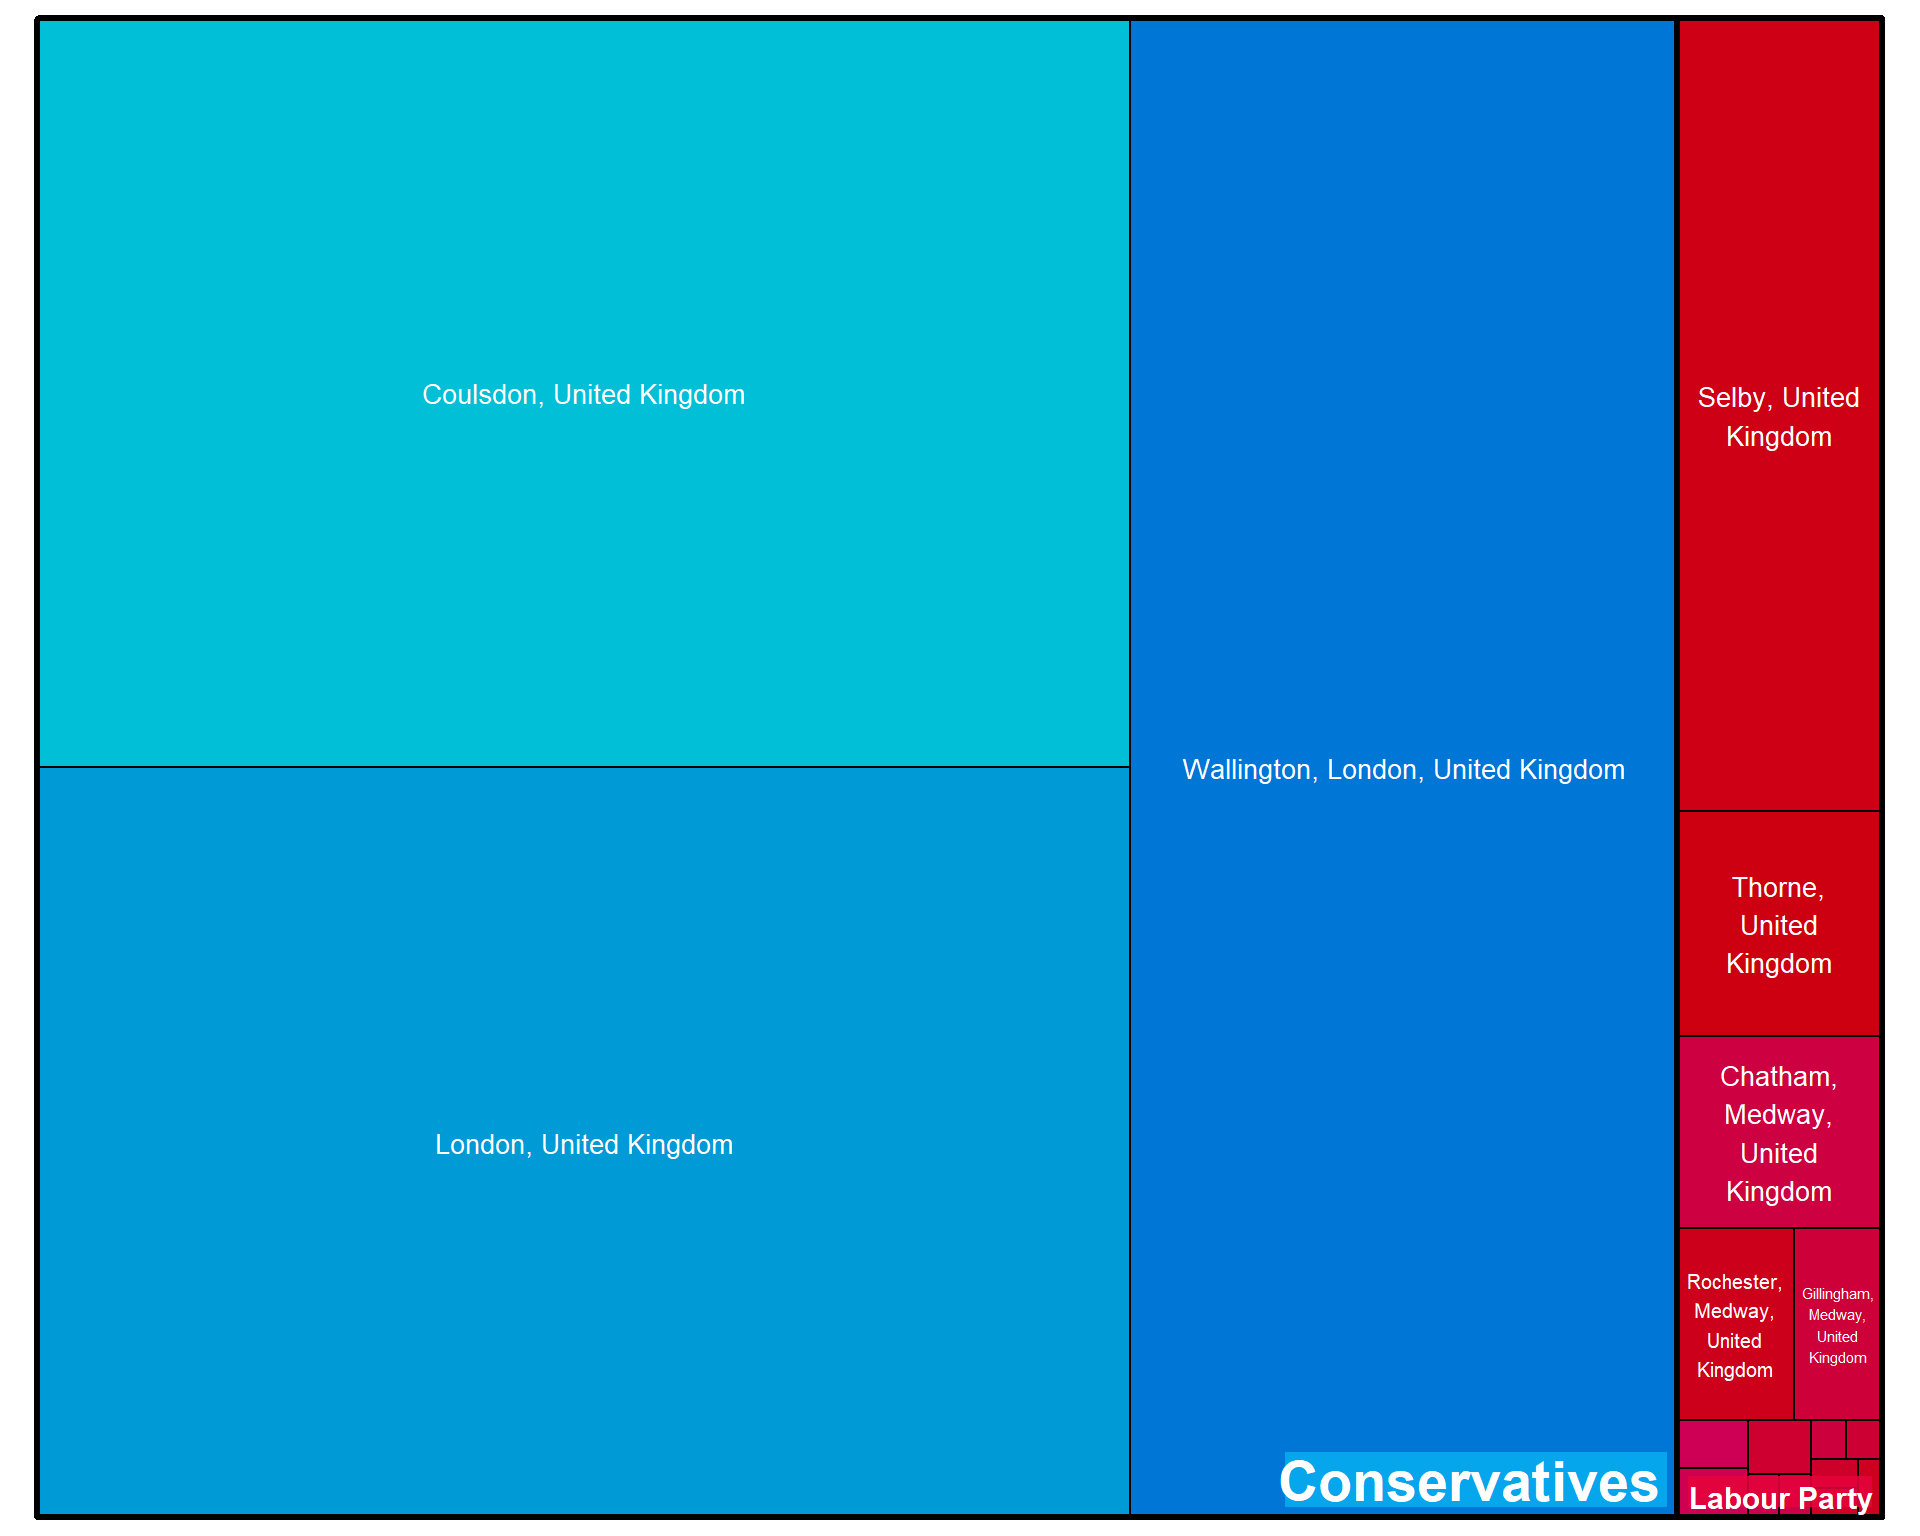 Coulsdon, United Kingdom
London, United Kingdom
Wallington, London, United Kingdom
Conservatives
Selby, United
Kingdom
Thorne,
United
Kingdom
Chatham,
Medway,
United
Kingdom
Rochester,
Medway,
United
Kingdom
Gillingham,
Medway,
United
Kingdom
Labour Party